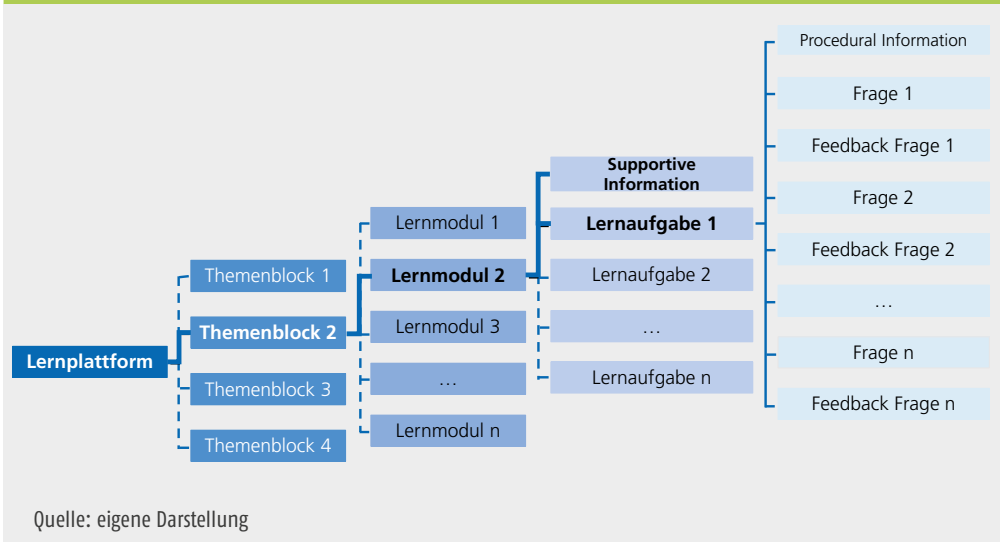 Lernplattform
Themenblock 1
Themenblock 2
Themenblock 3
Themenblock 4
Lernmodul 1
Lernmodul 2
Lernmodul 3
...
Lernmodul n
Supportive
Information
Lernaufgabe 1
Lernaufgabe 2
...
Lernaufgabe n
Procedural Information
Frage 1
Feedback Frage 1
Frage 2
Feedback Frage 2
...
Frage n
Feedback Frage n
Quelle: eigene Darstellung